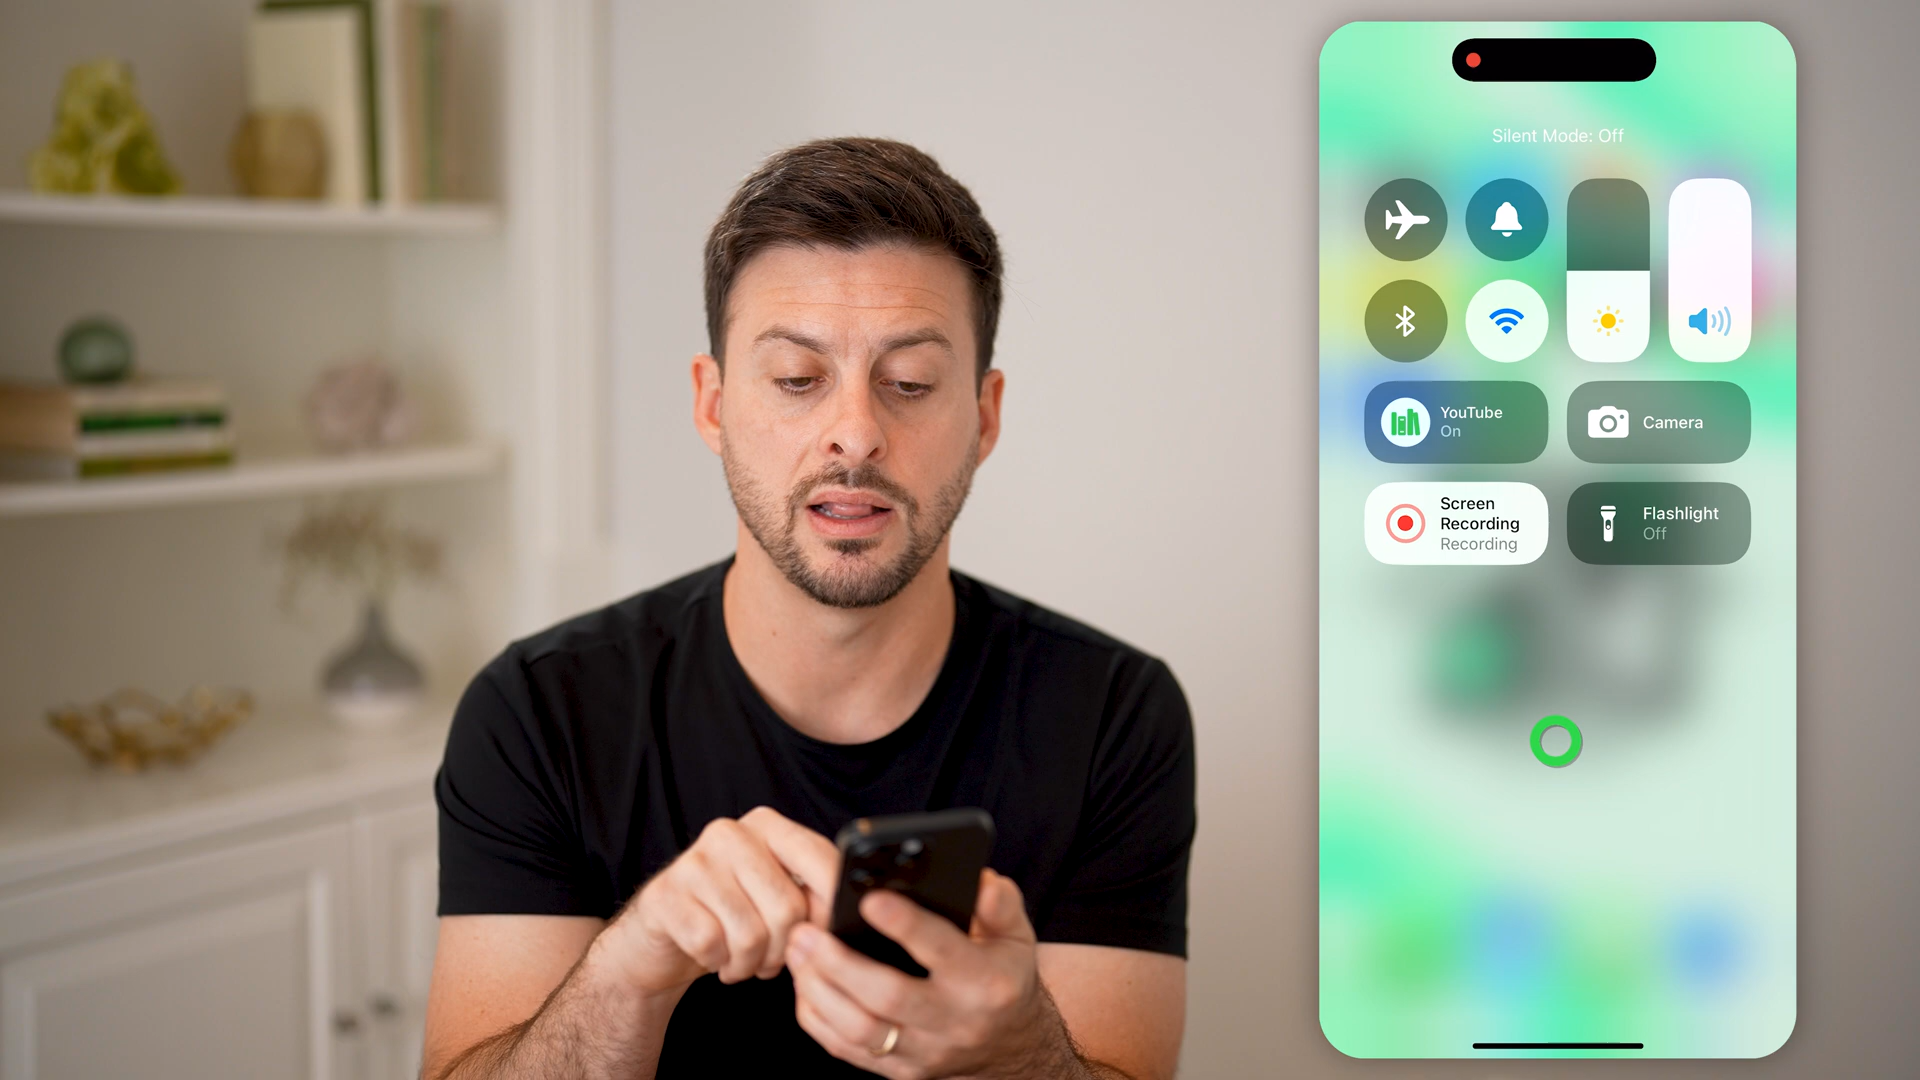 Silent Mode: Off
YouTube
On
Camera
Screen
Recording
Recording
Flashlight
Off